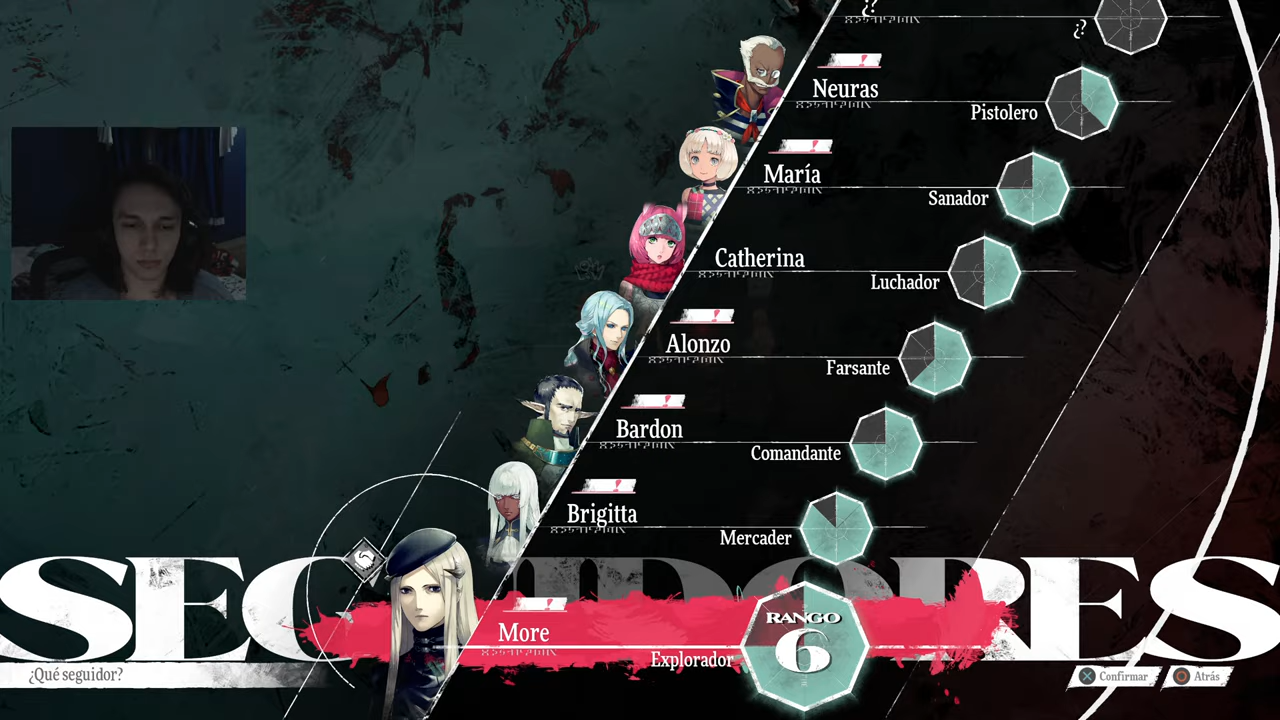 ¿?
¿?
Neuras
Pistolero
María
Sanador
Catherina
Luchador
Alonzo
Farsante
Bardon
Comandante
Brigitta
Mercader
SEGUIDORES
RANGO
6
More
Explorador
¿Qué seguidor?
Confirmar
Atrás